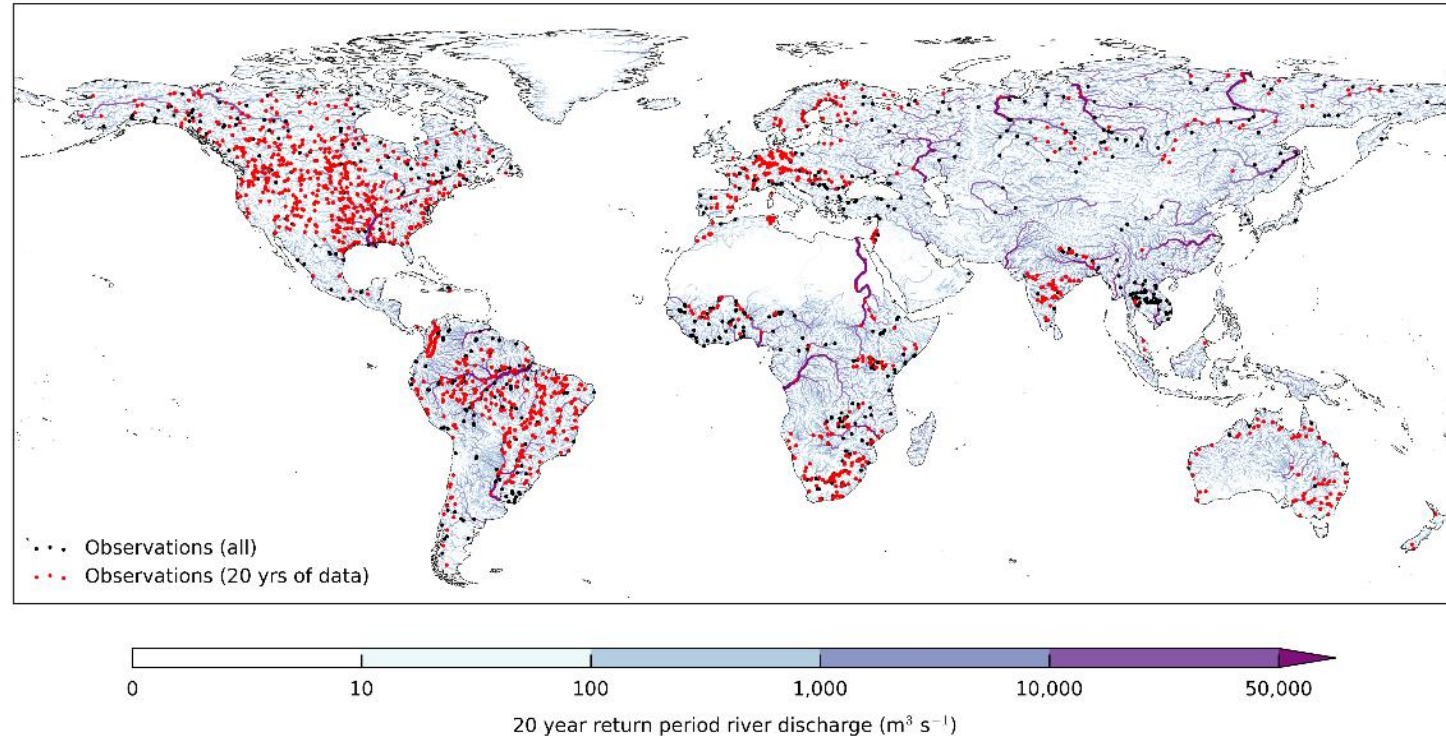 Observations (all)
Observations (20 yrs of data)
0 10 100 1,000 10,000 50,000
20 year return period river discharge (m³ s⁻¹)